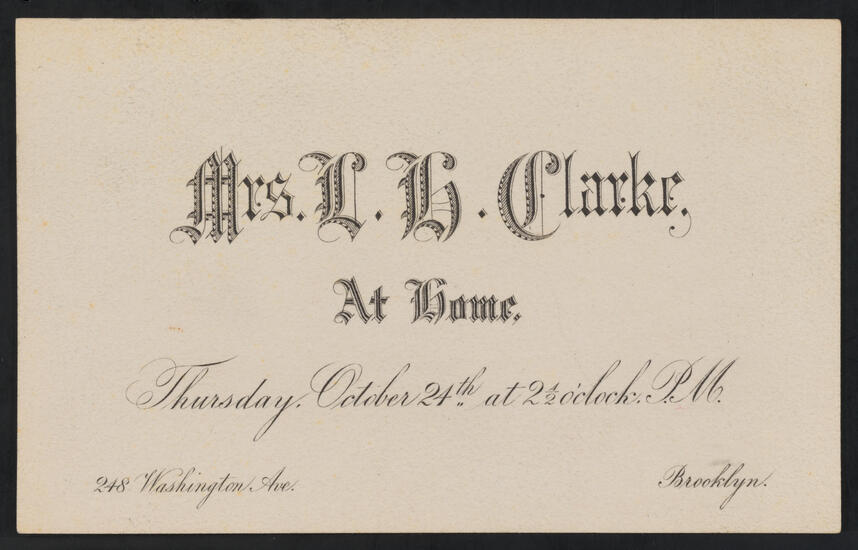 Mrs. L. H. Clarke,
At Home.
Thursday, October 24th at 2½ o'clock. P.M.
248 Washington Ave.
Brooklyn.